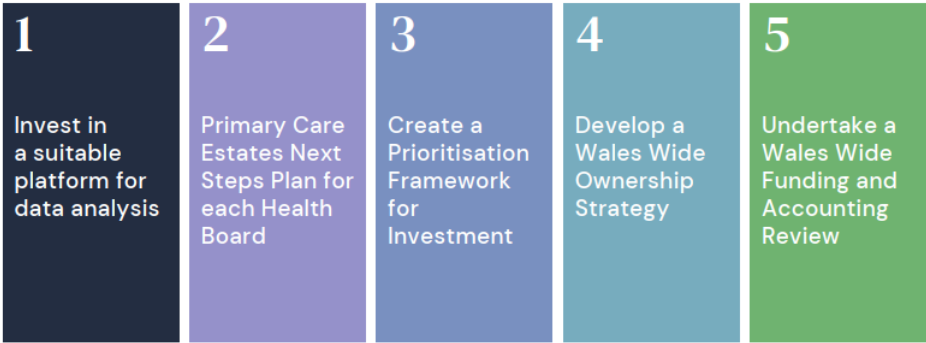 1
Invest in
a suitable
platform for
data analysis
2
Primary Care
Estates Next
Steps Plan for
each Health
Board
3
Create a
Prioritisation
Framework
for
Investment
4
Develop a
Wales Wide
Ownership
Strategy
5
Undertake a
Wales Wide
Funding and
Accounting
Review